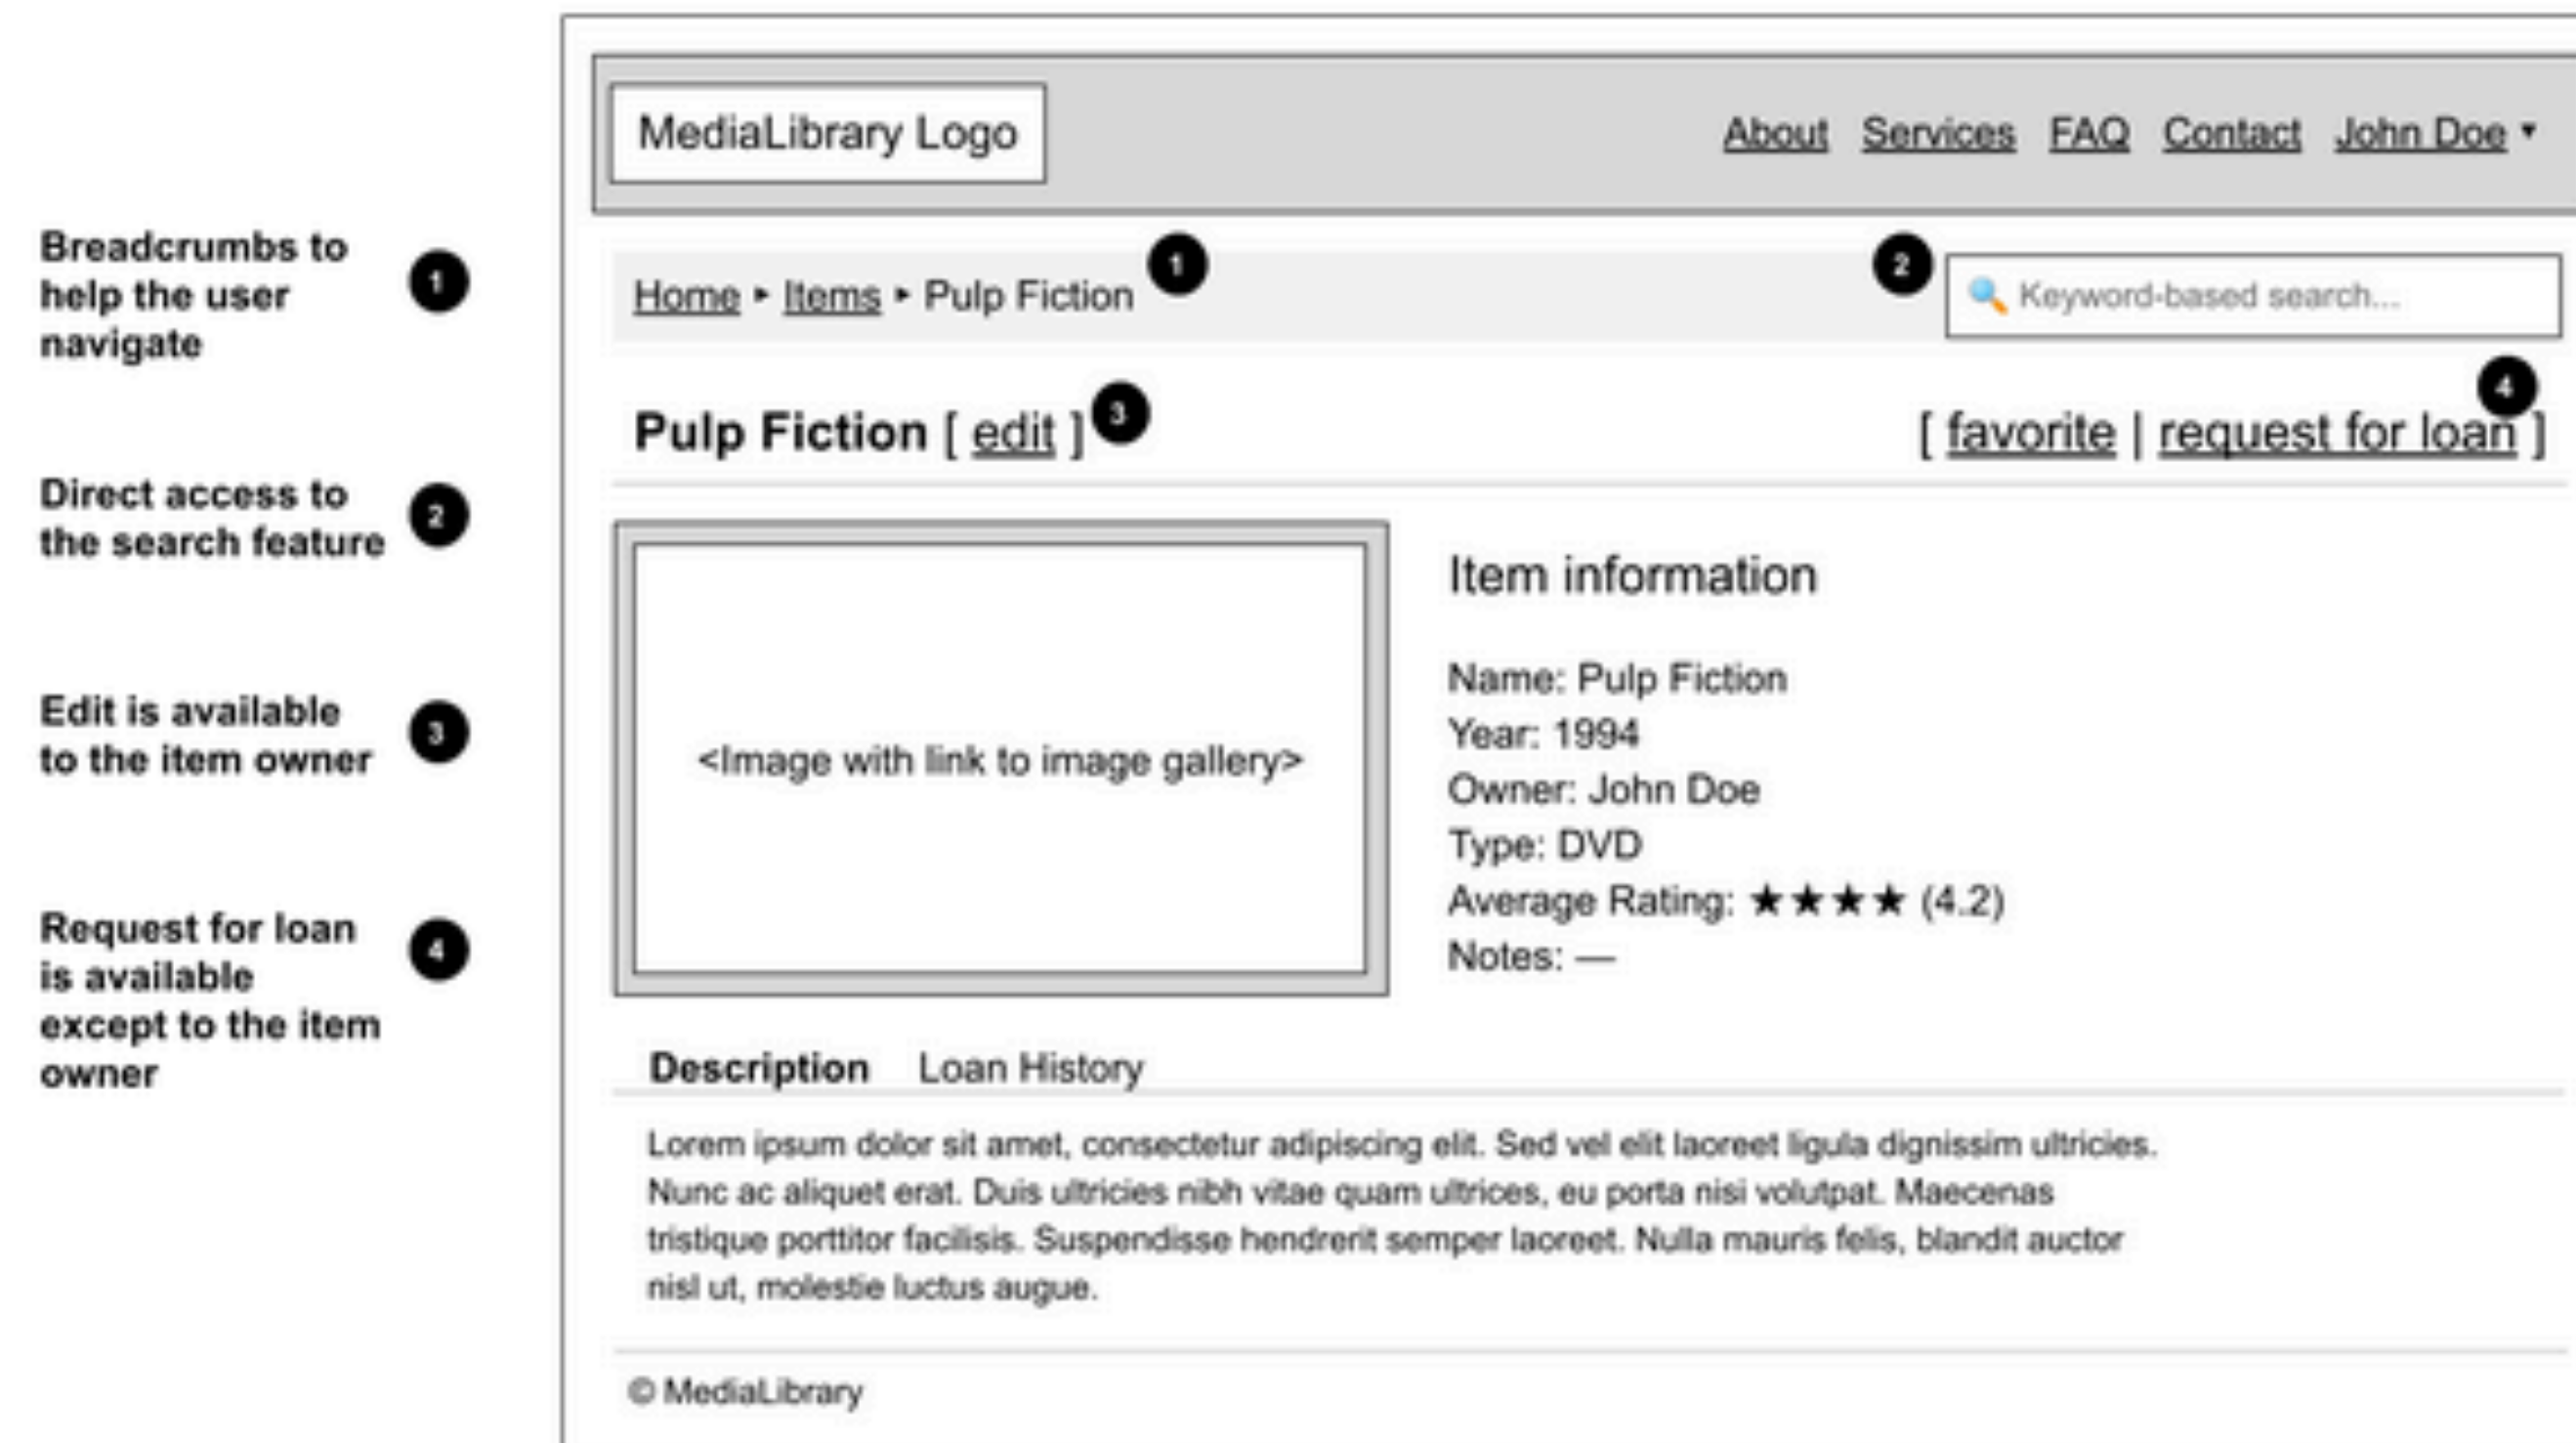 MediaLibrary Logo
About Services FAQ Contact John Doe ▾
Breadcrumbs to
help the user
navigate
1
Home ▸ Items ▸ Pulp Fiction
1
2
🔍 Keyword-based search...
Pulp Fiction [ edit ]
3
4
[ favorite | request for loan ]
Direct access to
the search feature
2
Edit is available
to the item owner
3
Request for loan
is available
except to the item
owner
4
<Image with link to image gallery>
Item information
Name: Pulp Fiction
Year: 1994
Owner: John Doe
Type: DVD
Average Rating: ★★★★ (4.2)
Notes: —
Description Loan History
Lorem ipsum dolor sit amet, consectetur adipiscing elit. Sed vel elit laoreet ligula dignissim ultricies.
Nunc ac aliquet erat. Duis ultricies nibh vitae quam ultrices, eu porta nisi volutpat. Maecenas
tristique porttitor facilisis. Suspendisse hendrerit semper laoreet. Nulla mauris felis, blandit auctor
nisl ut, molestie luctus augue.
© MediaLibrary